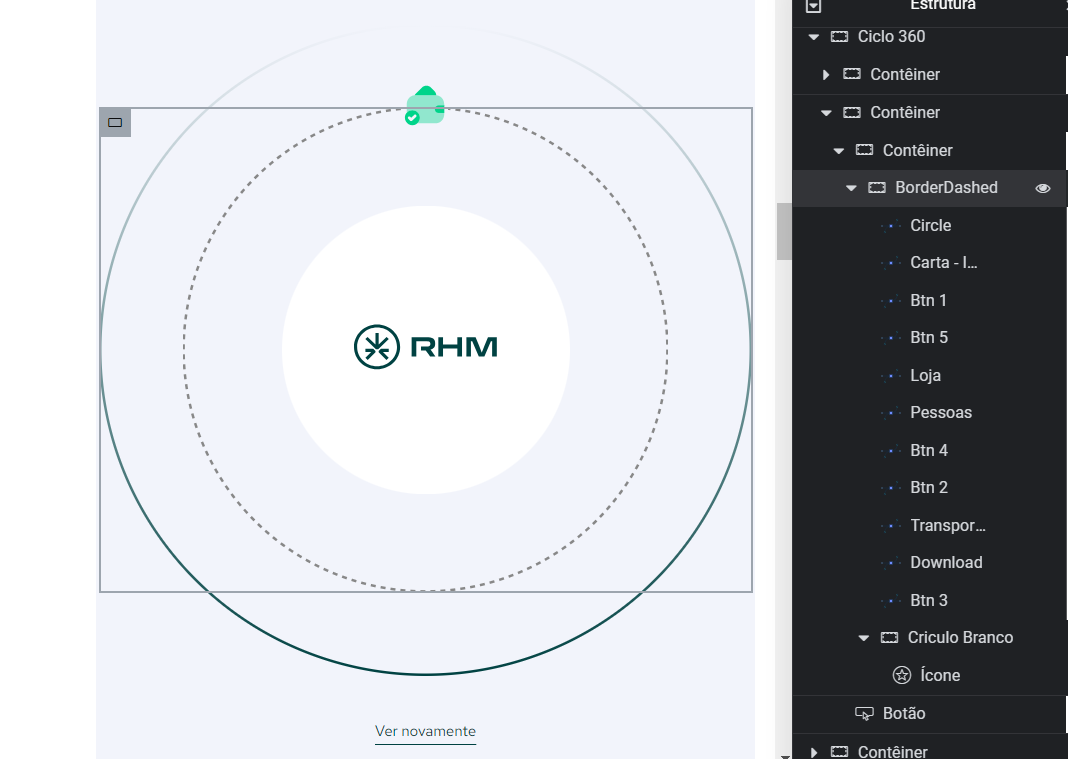 Estrutura
Ciclo 360
Contêiner
Contêiner
Contêiner
BorderDashed
Circle
Carta - I...
Btn 1
Btn 5
Loja
Pessoas
Btn 4
Btn 2
Transpor...
Download
Btn 3
Criculo Branco
Ícone
Botão
Contêiner
RHM
Ver novamente